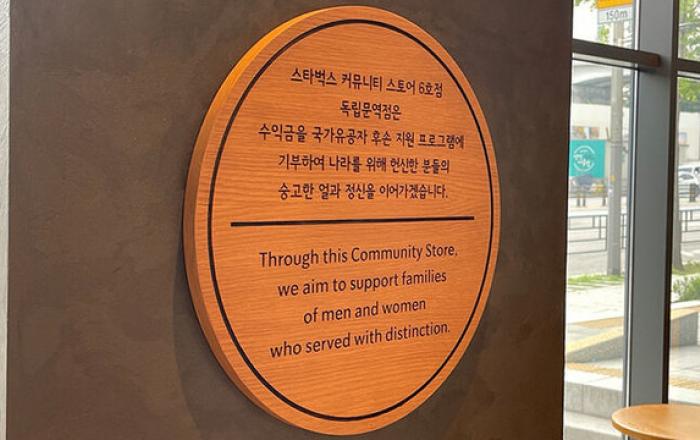 150m
스타벅스 커뮤니티 스토어 6호점
독립문역점은
수익금을 국가유공자 후손 지원 프로그램에
기부하여 나라를 위해 헌신한 분들의
숭고한 얼과 정신을 이어가겠습니다.
Through this Community Store,
we aim to support families
of men and women
who served with distinction.